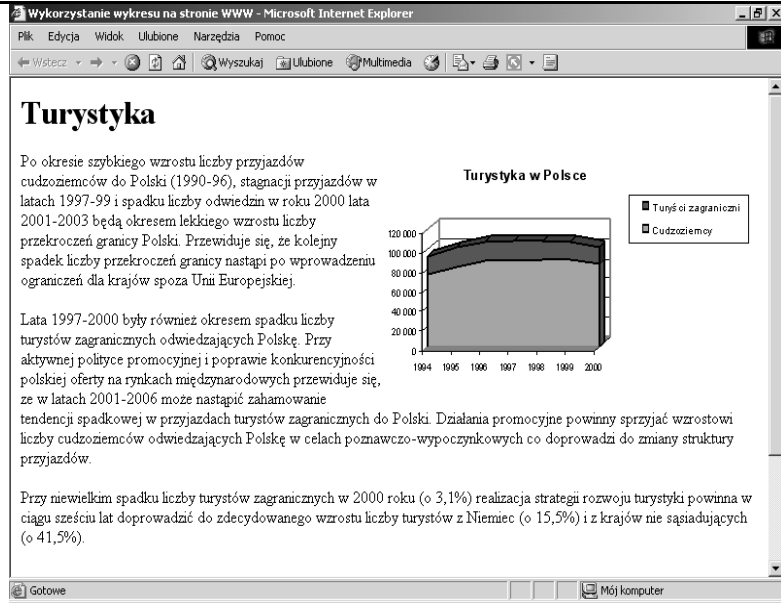 Wykorzystanie wykresu na stronie WWW - Microsoft Internet Explorer
Plik Edycja Widok Ulubione Narzędzia Pomoc
Wstecz Wyszukaj Ulubione Multimedia
Turystyka
Po okresie szybkiego wzrostu liczby przyjazdów
cudzoziemców do Polski (1990-96), stagnacji przyjazdów w
latach 1997-99 i spadku liczby odwiedzin w roku 2000 lata
2001-2003 będą okresem lekkiego wzrostu liczby
przekroczeń granicy Polski. Przewiduje się, że kolejny
spadek liczby przekroczeń granicy nastąpi po wprowadzeniu
ograniczeń dla krajów spoza Unii Europejskiej.
Turystyka w Polsce
Turyści zagraniczni
Cudzoziemcy
120 000
100 000
80 000
60 000
40 000
20 000
0
1994 1995 1996 1997 1998 1999 2000
Lata 1997-2000 były również okresem spadku liczby
turystów zagranicznych odwiedzających Polskę. Przy
aktywnej polityce promocyjnej i poprawie konkurencyjności
polskiej oferty na rynkach międzynarodowych przewiduje się,
ze w latach 2001-2006 może nastąpić zahamowanie
tendencji spadkowej w przyjazdach turystów zagranicznych do Polski. Działania promocyjne powinny sprzyjać wzrostowi
liczby cudzoziemców odwiedzających Polskę w celach poznawczo-wypoczynkowych co doprowadzi do zmiany struktury
przyjazdów.
Przy niewielkim spadku liczby turystów zagranicznych w 2000 roku (o 3,1%) realizacja strategii rozwoju turystyki powinna w
ciągu sześciu lat doprowadzić do zdecydowanego wzrostu liczby turystów z Niemiec (o 15,5%) i z krajów nie sąsiadujących
(o 41,5%).
Gotowe Mój komputer